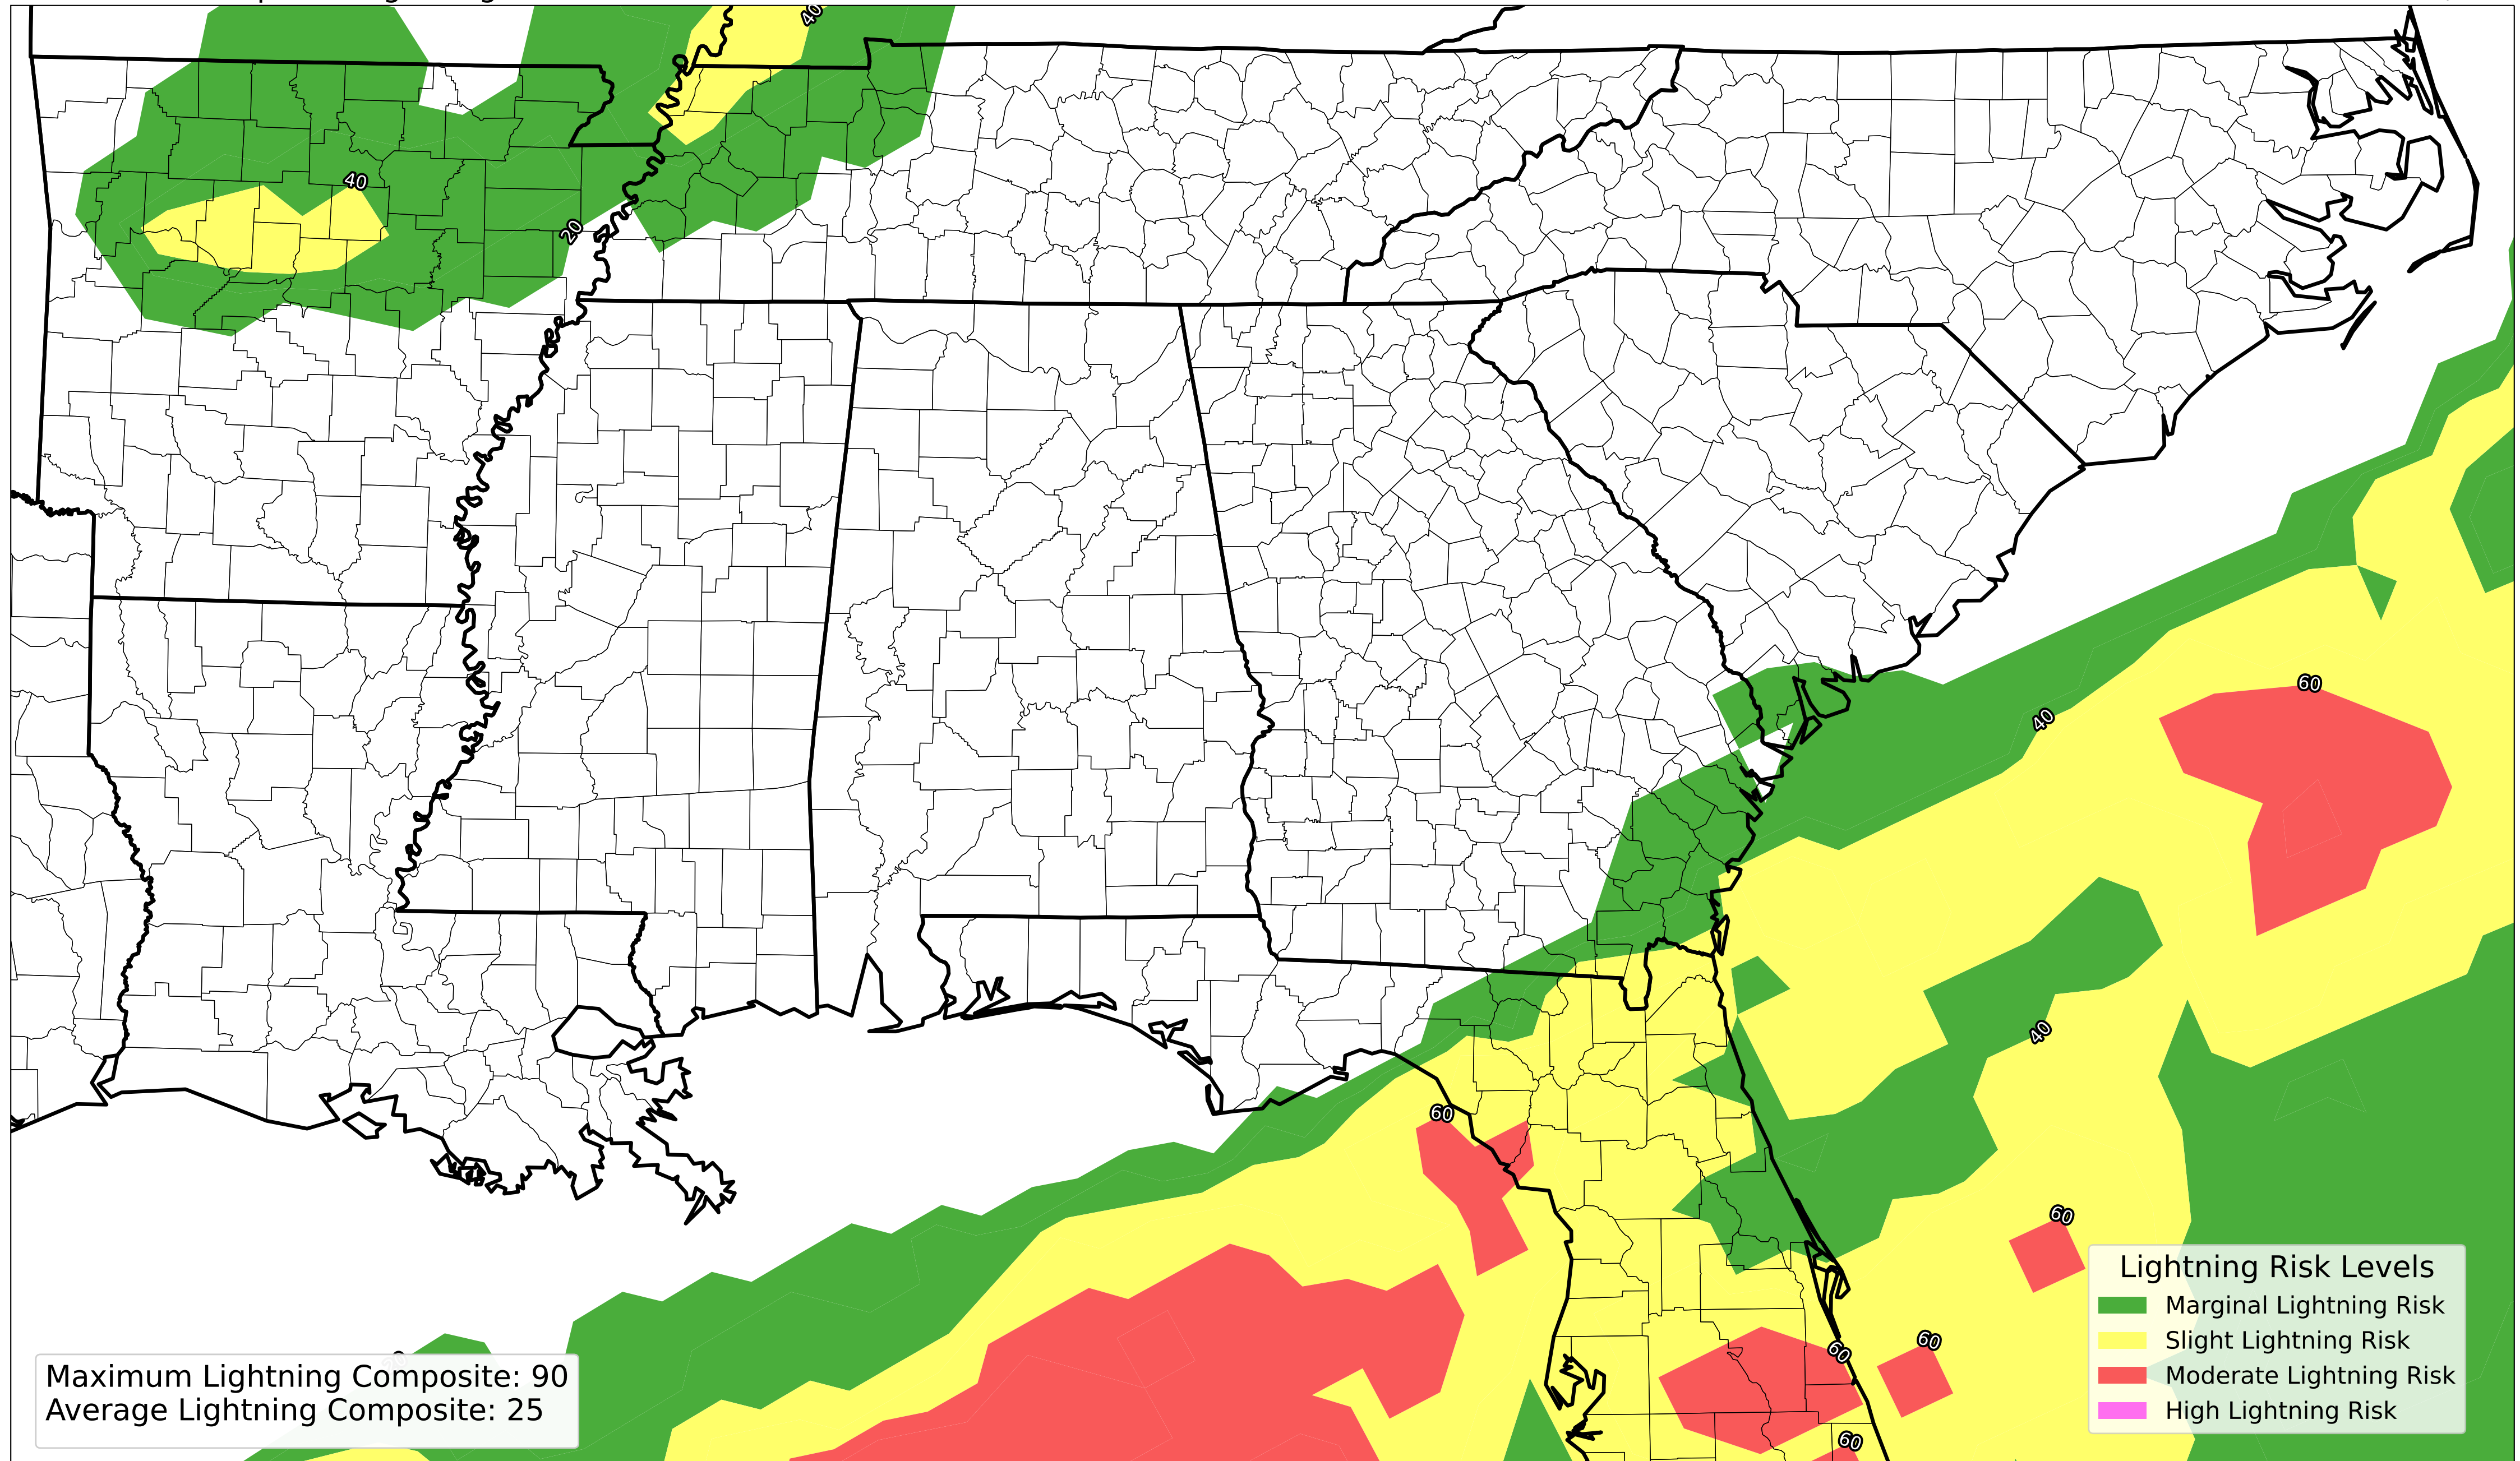 40
40
20
60
40
40
60
60
60
60
60
Maximum Lightning Composite: 90
Average Lightning Composite: 25
Lightning Risk Levels
Marginal Lightning Risk
Slight Lightning Risk
Moderate Lightning Risk
High Lightning Risk